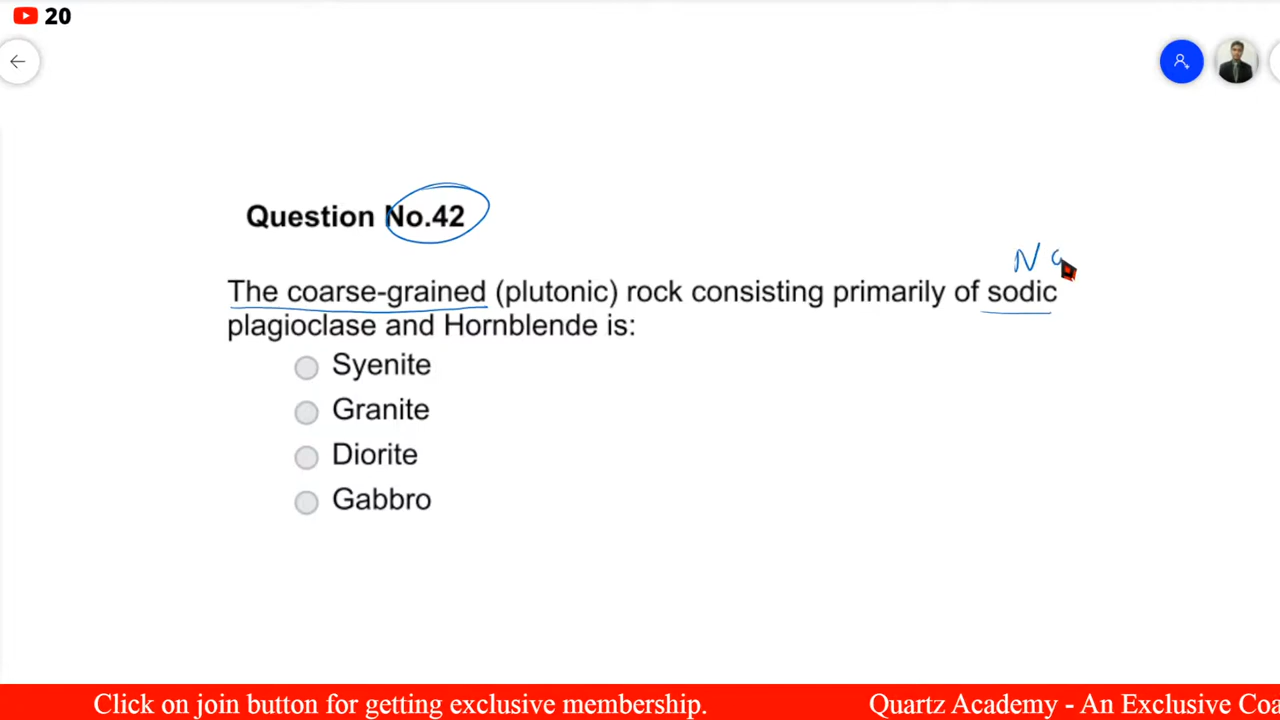 20
Question No.42
Na
The coarse-grained (plutonic) rock consisting primarily of sodic
plagioclase and Hornblende is:
Syenite
Granite
Diorite
Gabbro
Click on join button for getting exclusive membership. Quartz Academy - An Exclusive Coa